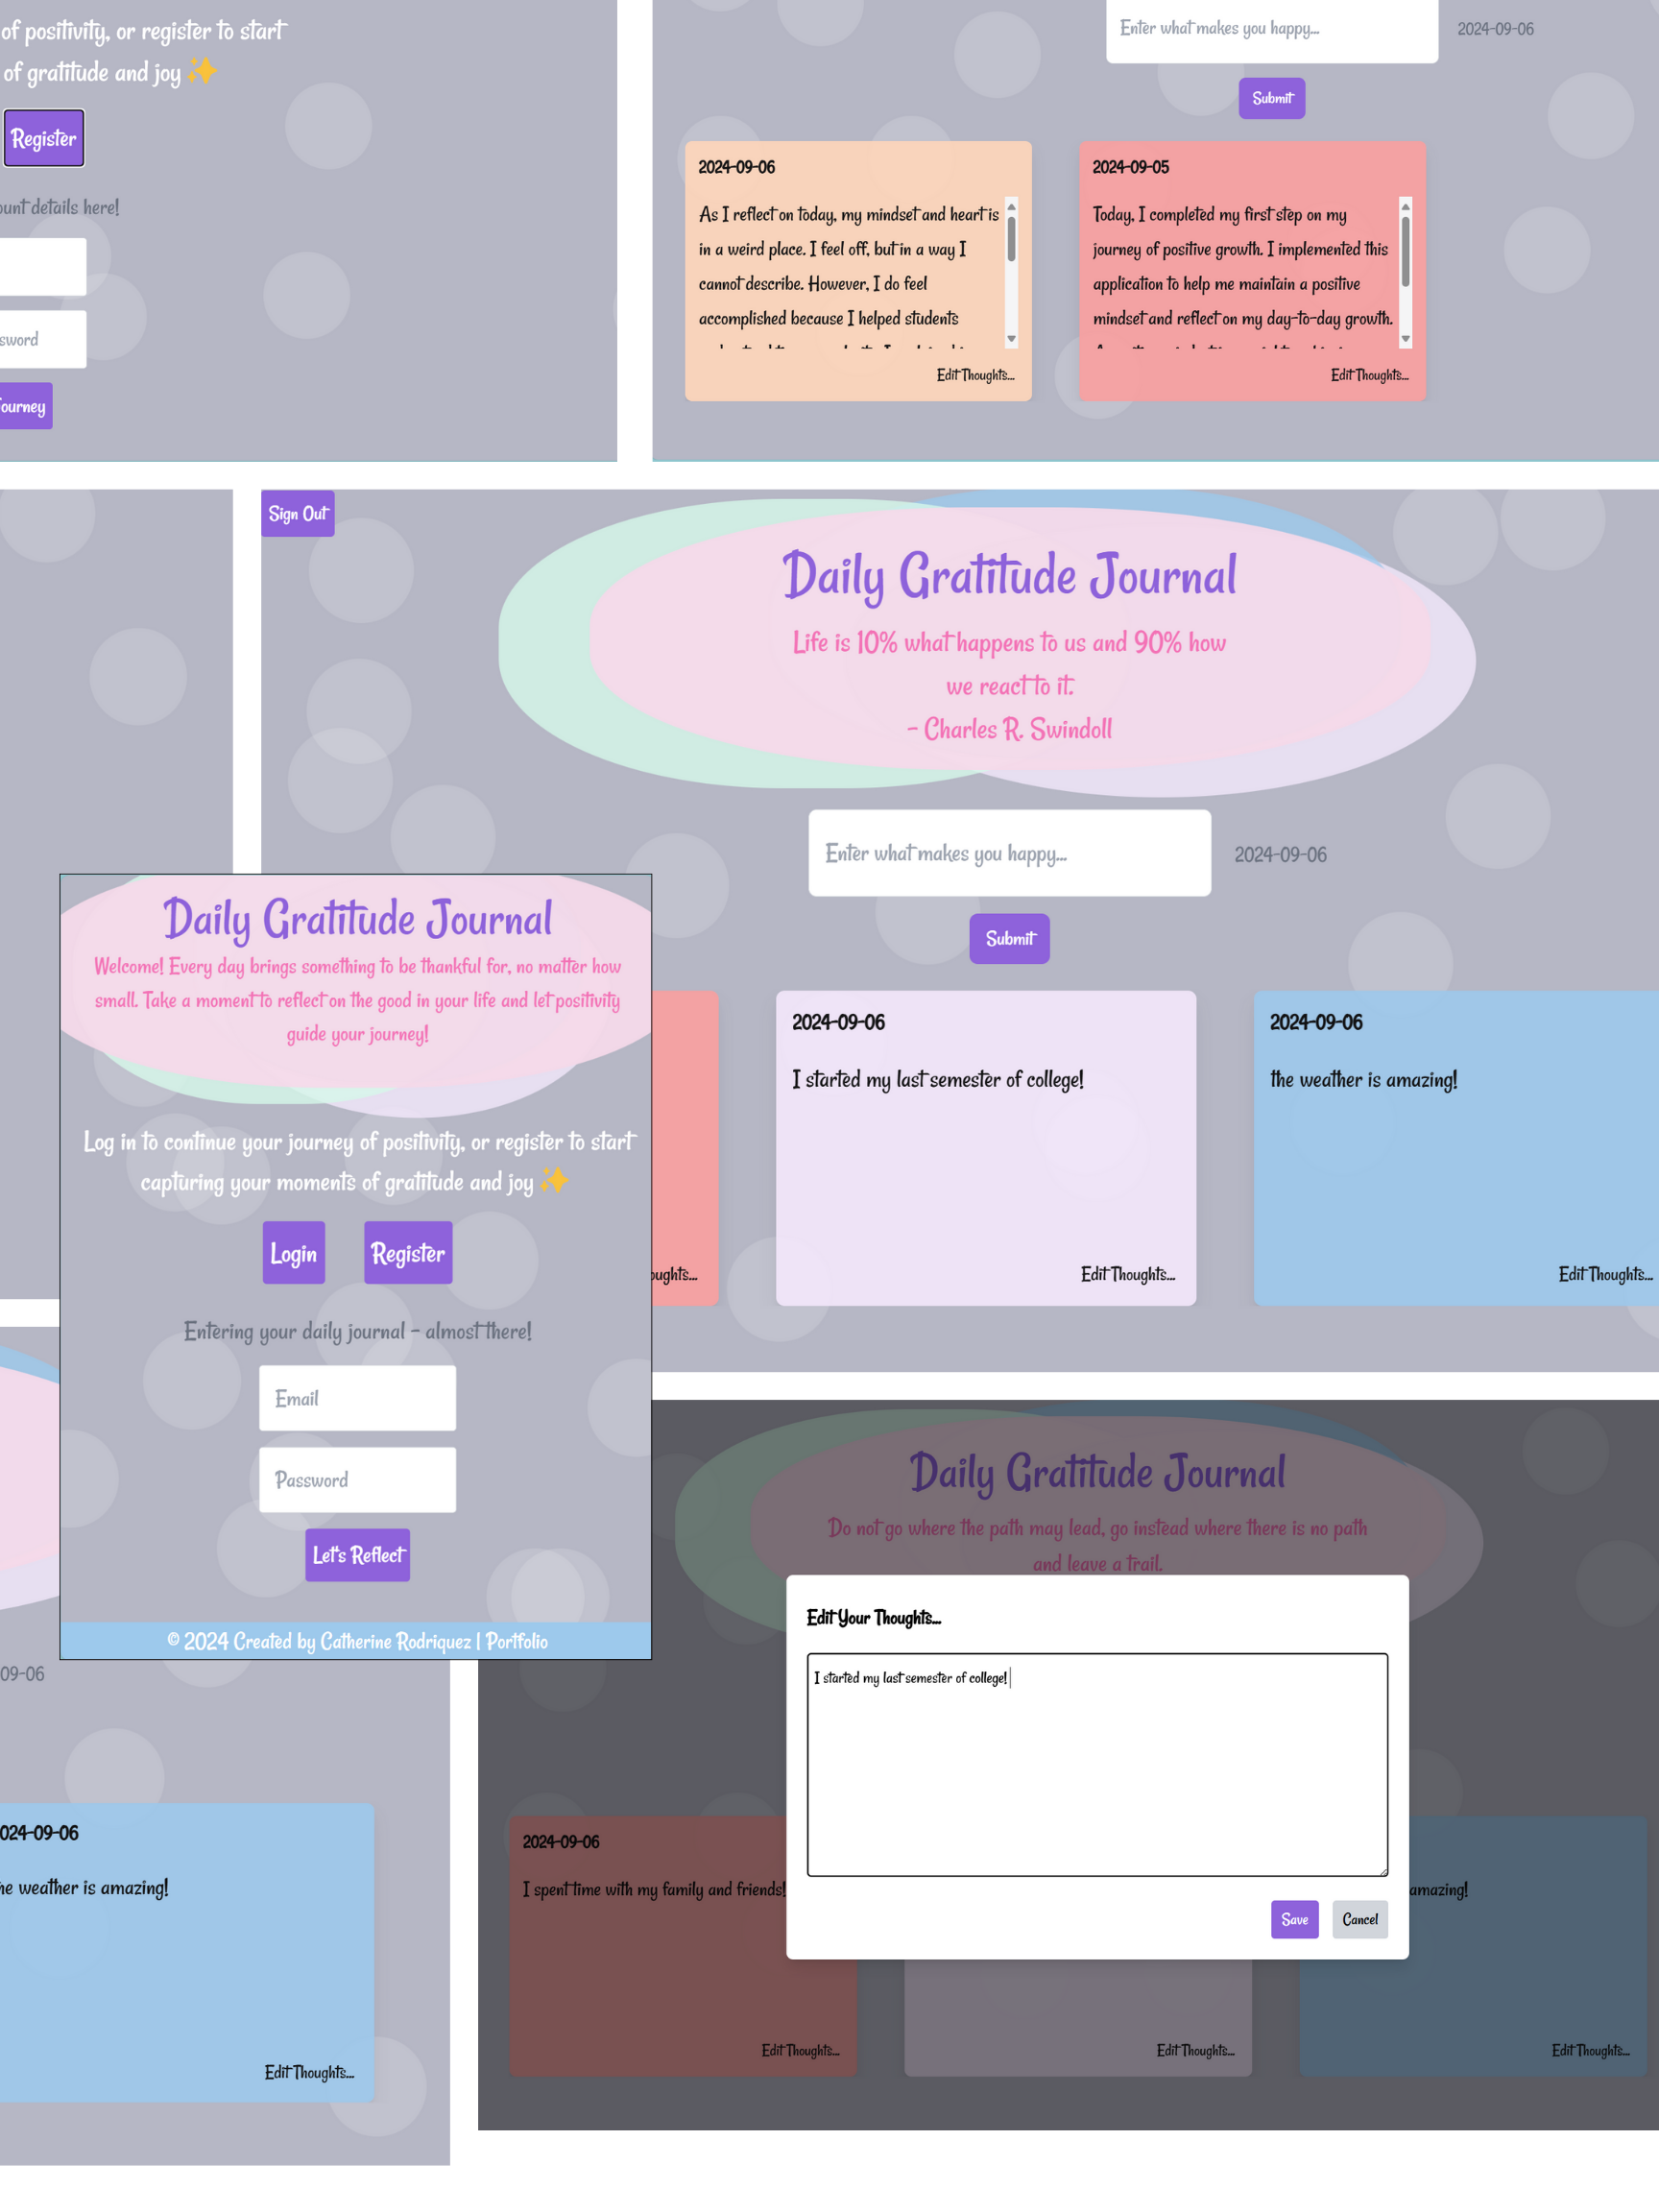 of positivity, or register to start
of gratitude and joy ✨
Register
details here!
Enter what makes you happy...
2024-09-06
Submit
2024-09-06
As I reflect on today, my mindset and heart is
in a weird place. I feel off, but in a way I
cannot describe. However, I do feel
accomplished because I helped students
Edit Thoughts...
2024-09-05
Today, I completed my first step on my
journey of positive growth. I implemented this
application to help me maintain a positive
mindset and reflect on my day-to-day growth.
Edit Thoughts...
Sign Out
Daily Gratitude Journal
Life is 10% what happens to us and 90% how
we react to it.
- Charles R. Swindoll
Enter what makes you happy...
2024-09-06
Submit
2024-09-06
I started my last semester of college!
Edit Thoughts...
2024-09-06
the weather is amazing!
Edit Thoughts...
Daily Gratitude Journal
Welcome! Every day brings something to be thankful for, no matter how
small. Take a moment to reflect on the good in your life and let positivity
guide your journey!
Log in to continue your journey of positivity, or register to start
capturing your moments of gratitude and joy ✨
Login
Register
Entering your daily journal - almost there!
Email
Password
Let's Reflect
© 2024 Created by Catherine Rodriquez | Portfolio
09-06
024-09-06
weather is amazing!
Edit Thoughts...
Daily Gratitude Journal
Do not go where the path may lead, go instead where there is no path
and leave a trail.
Edit Your Thoughts...
I started my last semester of college!
Save
Cancel
2024-09-06
I spent time with my family and friends!
Edit Thoughts...
Edit Thoughts...
amazing!
Edit Thoughts...